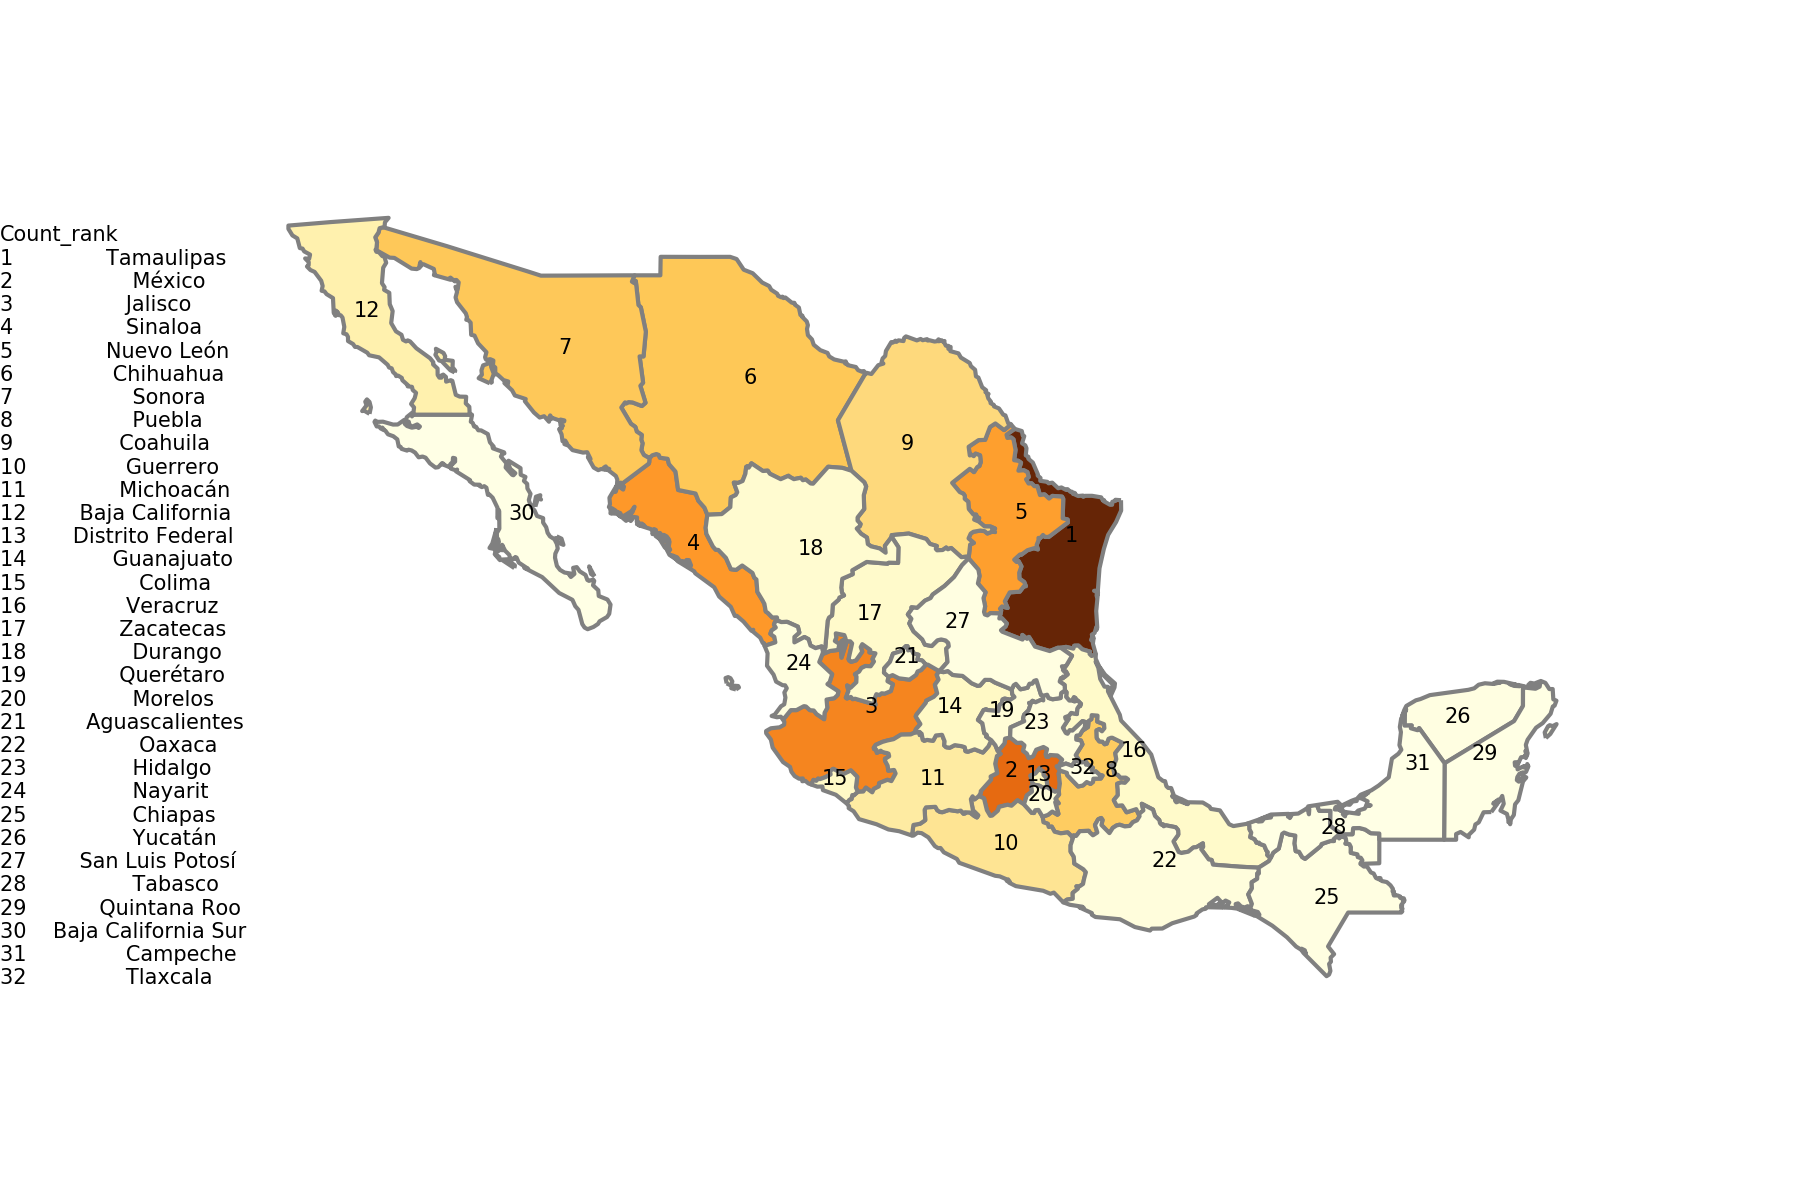 Count_rank
1 Tamaulipas
2 México
3 Jalisco
4 Sinaloa
5 Nuevo León
6 Chihuahua
7 Sonora
8 Puebla
9 Coahuila
10 Guerrero
11 Michoacán
12 Baja California
13 Distrito Federal
14 Guanajuato
15 Colima
16 Veracruz
17 Zacatecas
18 Durango
19 Querétaro
20 Morelos
21 Aguascalientes
22 Oaxaca
23 Hidalgo
24 Nayarit
25 Chiapas
26 Yucatán
27 San Luis Potosí
28 Tabasco
29 Quintana Roo
30 Baja California Sur
31 Campeche
32 Tlaxcala
12
7
6
9
30
4
18
5
1
17
27
24
21
3
14
19
23
16
15
11
2
13
32
8
20
10
22
26
29
31
28
25